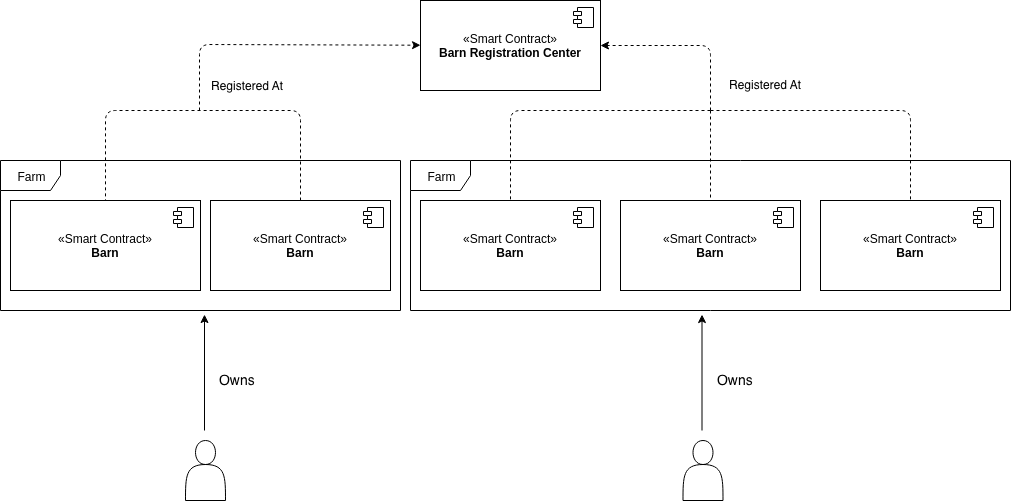 «Smart Contract»
Barn Registration Center
Registered At
Registered At
Farm
Farm
«Smart Contract»
Barn
«Smart Contract»
Barn
«Smart Contract»
Barn
«Smart Contract»
Barn
«Smart Contract»
Barn
Owns
Owns